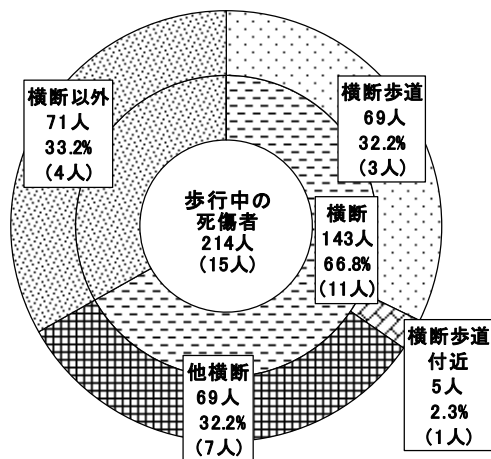 横断以外
71人
33.2%
(4人)
横断歩道
69人
32.2%
(3人)
歩行中の
死傷者
214人
(15人)
横断
143人
66.8%
(11人)
横断歩道
付近
5人
2.3%
(1人)
他横断
69人
32.2%
(7人)